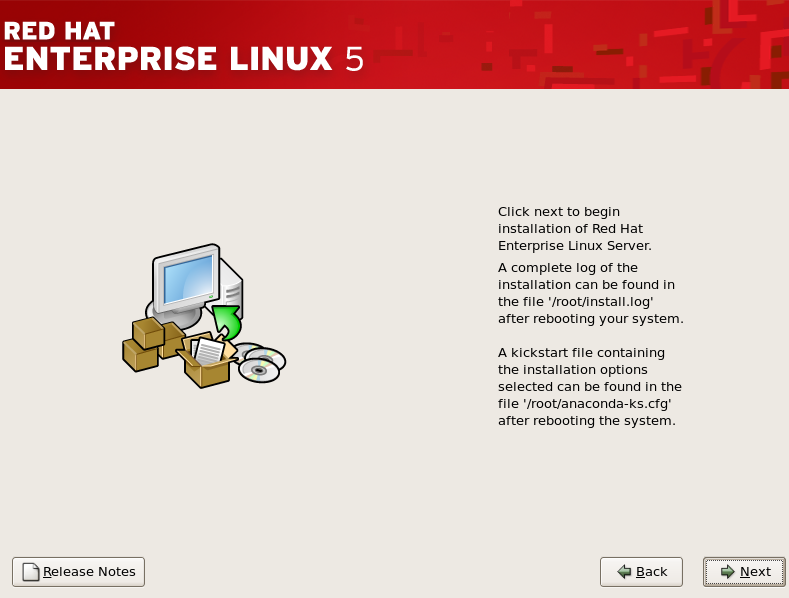 RED HAT
ENTERPRISE LINUX 5
Click next to begin
installation of Red Hat
Enterprise Linux Server.
A complete log of the
installation can be found in
the file '/root/install.log'
after rebooting your system.
A kickstart file containing
the installation options
selected can be found in the
file '/root/anaconda-ks.cfg'
after rebooting the system.
Release Notes
Back
Next